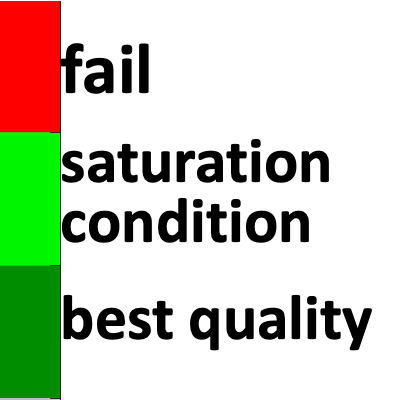 fail
saturation
condition
best quality